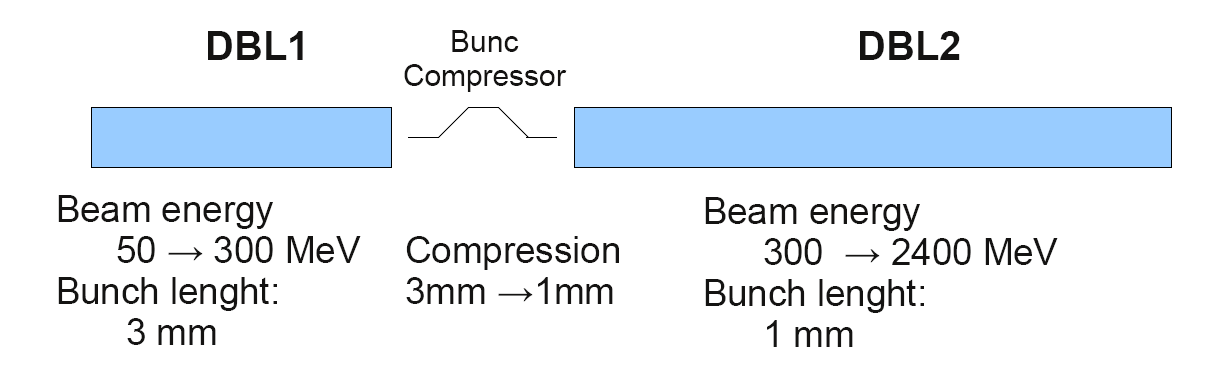 DBL1
Bunc
Compressor
DBL2
Beam energy
50 → 300 MeV
Bunch lenght:
3 mm
Compression
3mm →1mm
Beam energy
300 → 2400 MeV
Bunch lenght:
1 mm